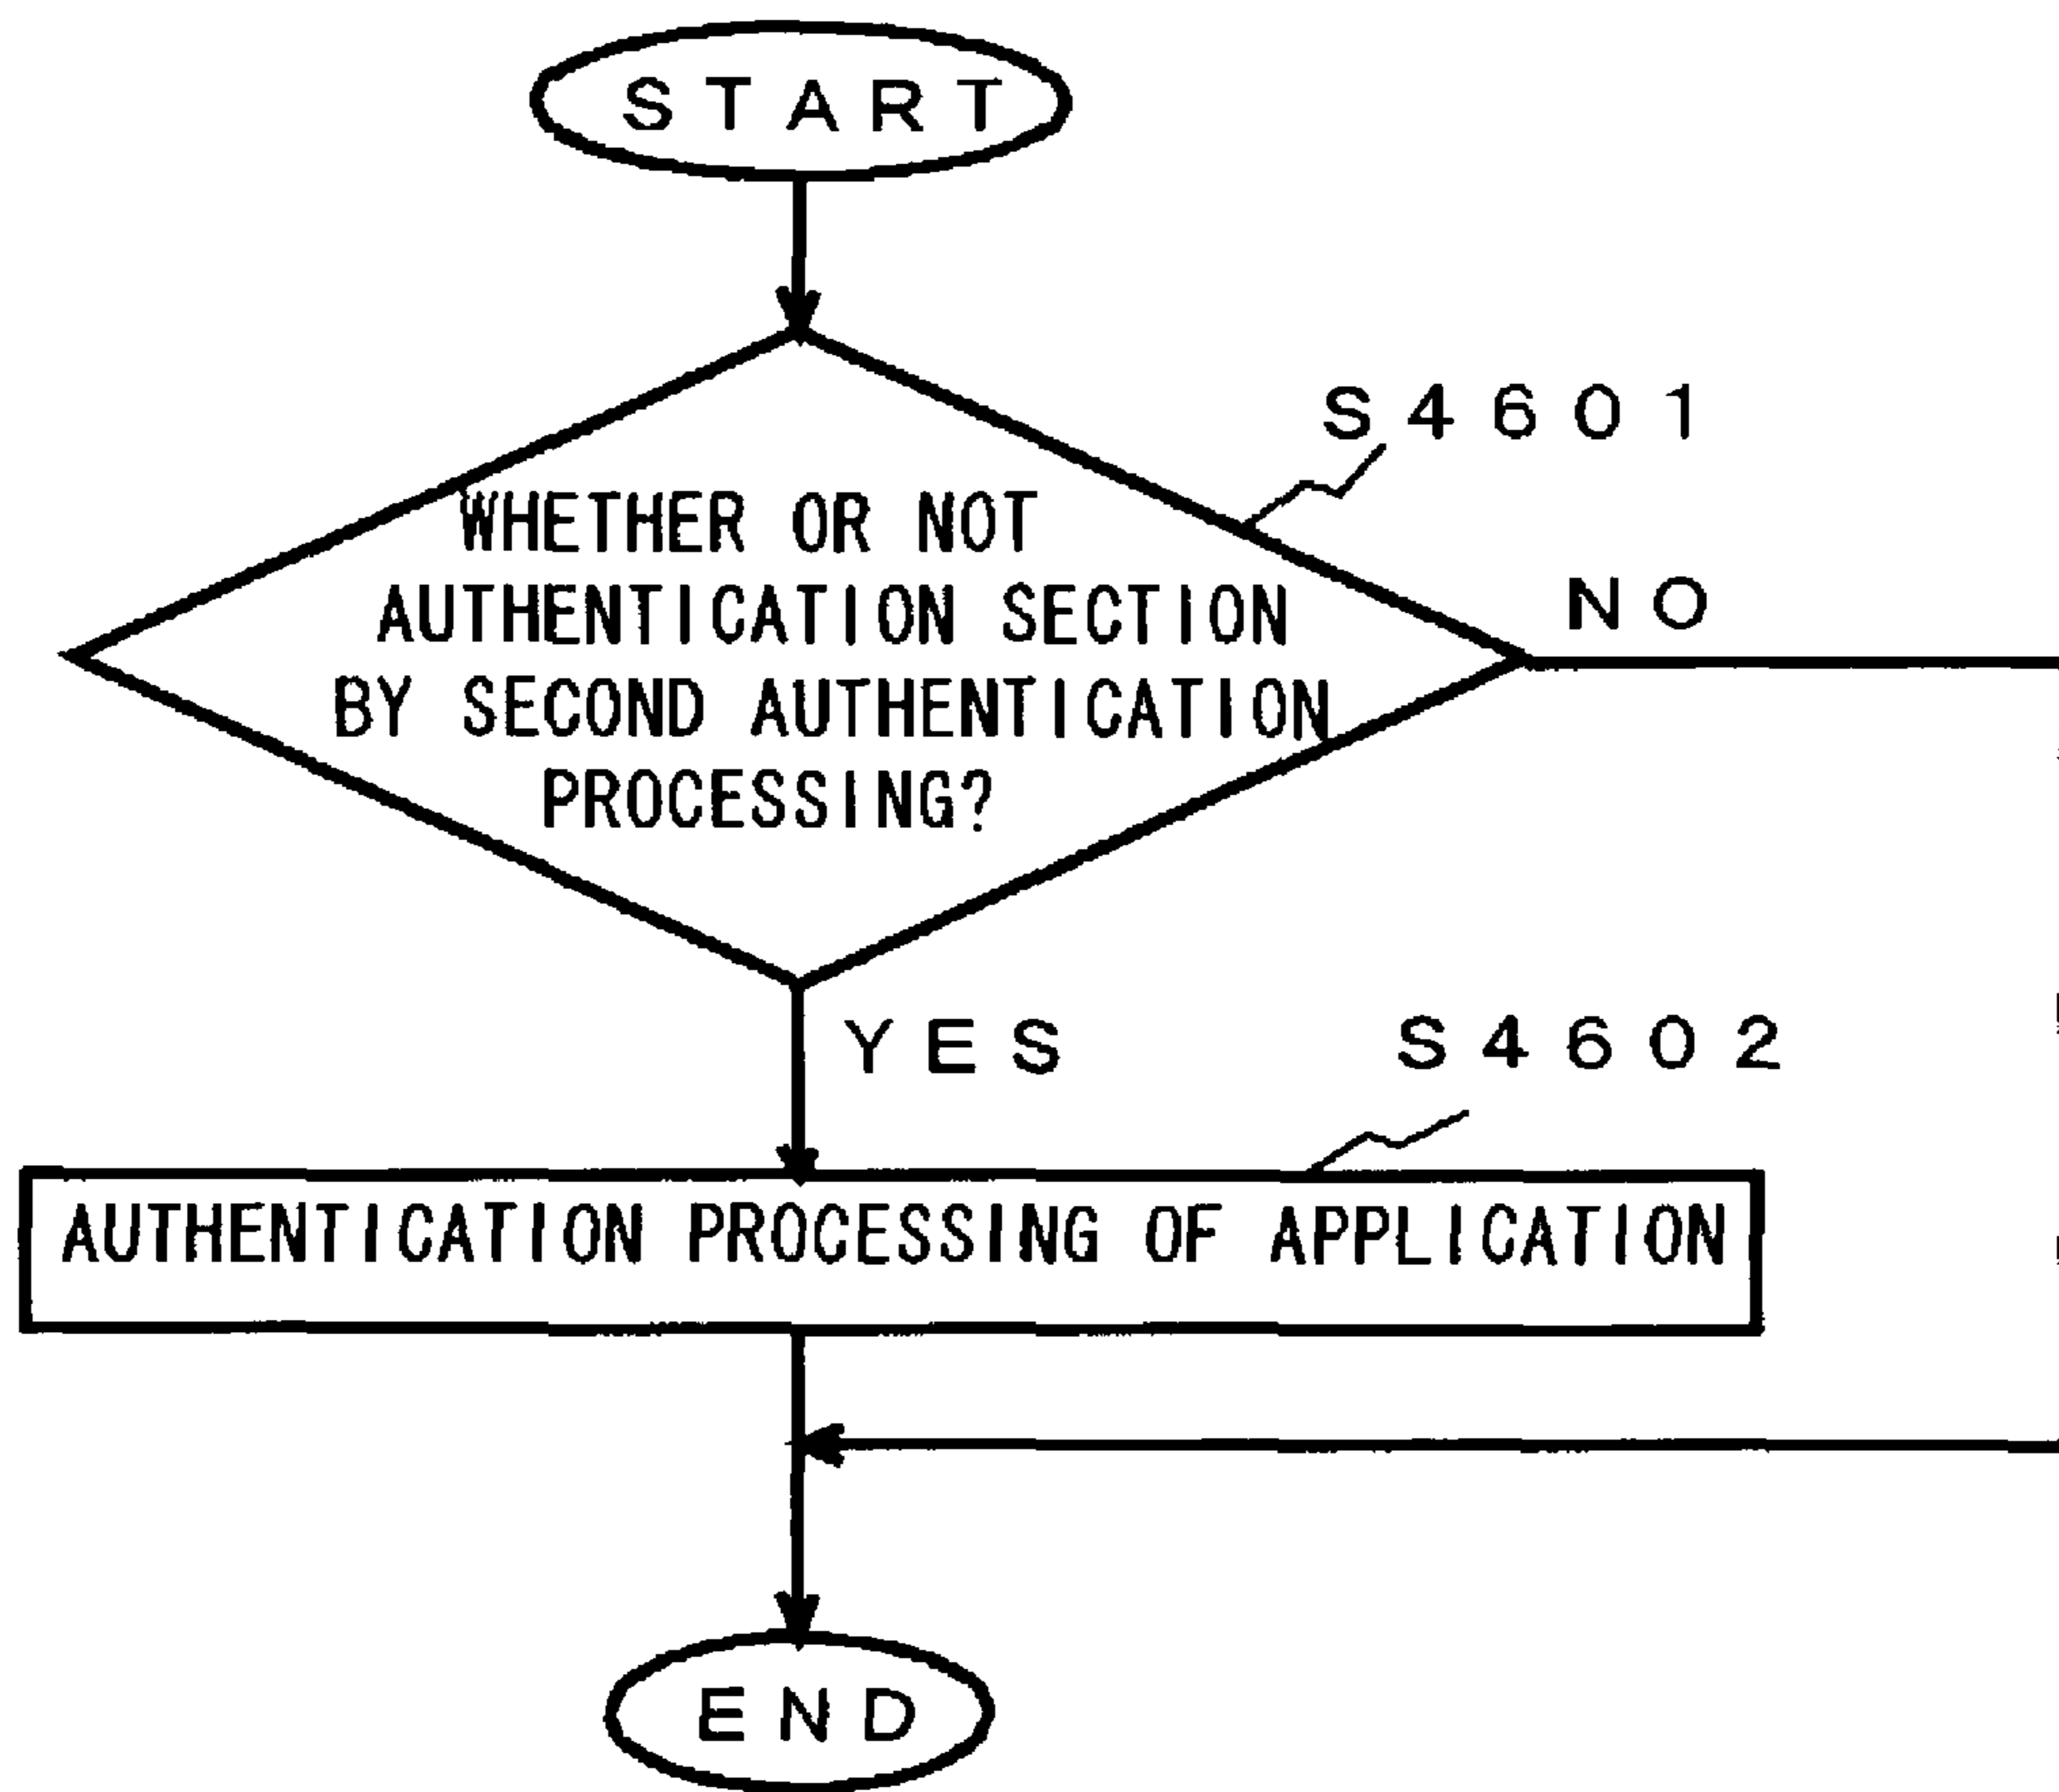 START
S4601
WHETHER OR NOT
AUTHENTICATION SECTION
BY SECOND AUTHENTICATION
PROCESSING?
NO
YES
S4602
AUTHENTICATION PROCESSING OF APPLICATION
END